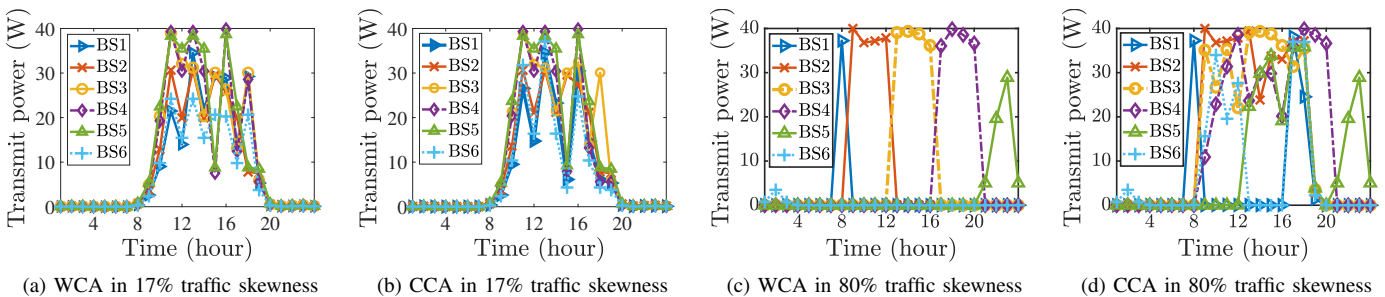 Transmit power (W)
40
30
20
10
0
BS1
BS2
BS3
BS4
BS5
BS6
4 8 12 16 20
Time (hour)
(a) WCA in 17% traffic skewness
Transmit power (W)
40
30
20
10
0
BS1
BS2
BS3
BS4
BS5
BS6
4 8 12 16 20
Time (hour)
(b) CCA in 17% traffic skewness
Transmit power (W)
40
30
20
10
0
BS1
BS2
BS3
BS4
BS5
BS6
4 8 12 16 20
Time (hour)
(c) WCA in 80% traffic skewness
Transmit power (W)
40
30
20
10
0
BS1
BS2
BS3
BS4
BS5
BS6
4 8 12 16 20
Time (hour)
(d) CCA in 80% traffic skewness